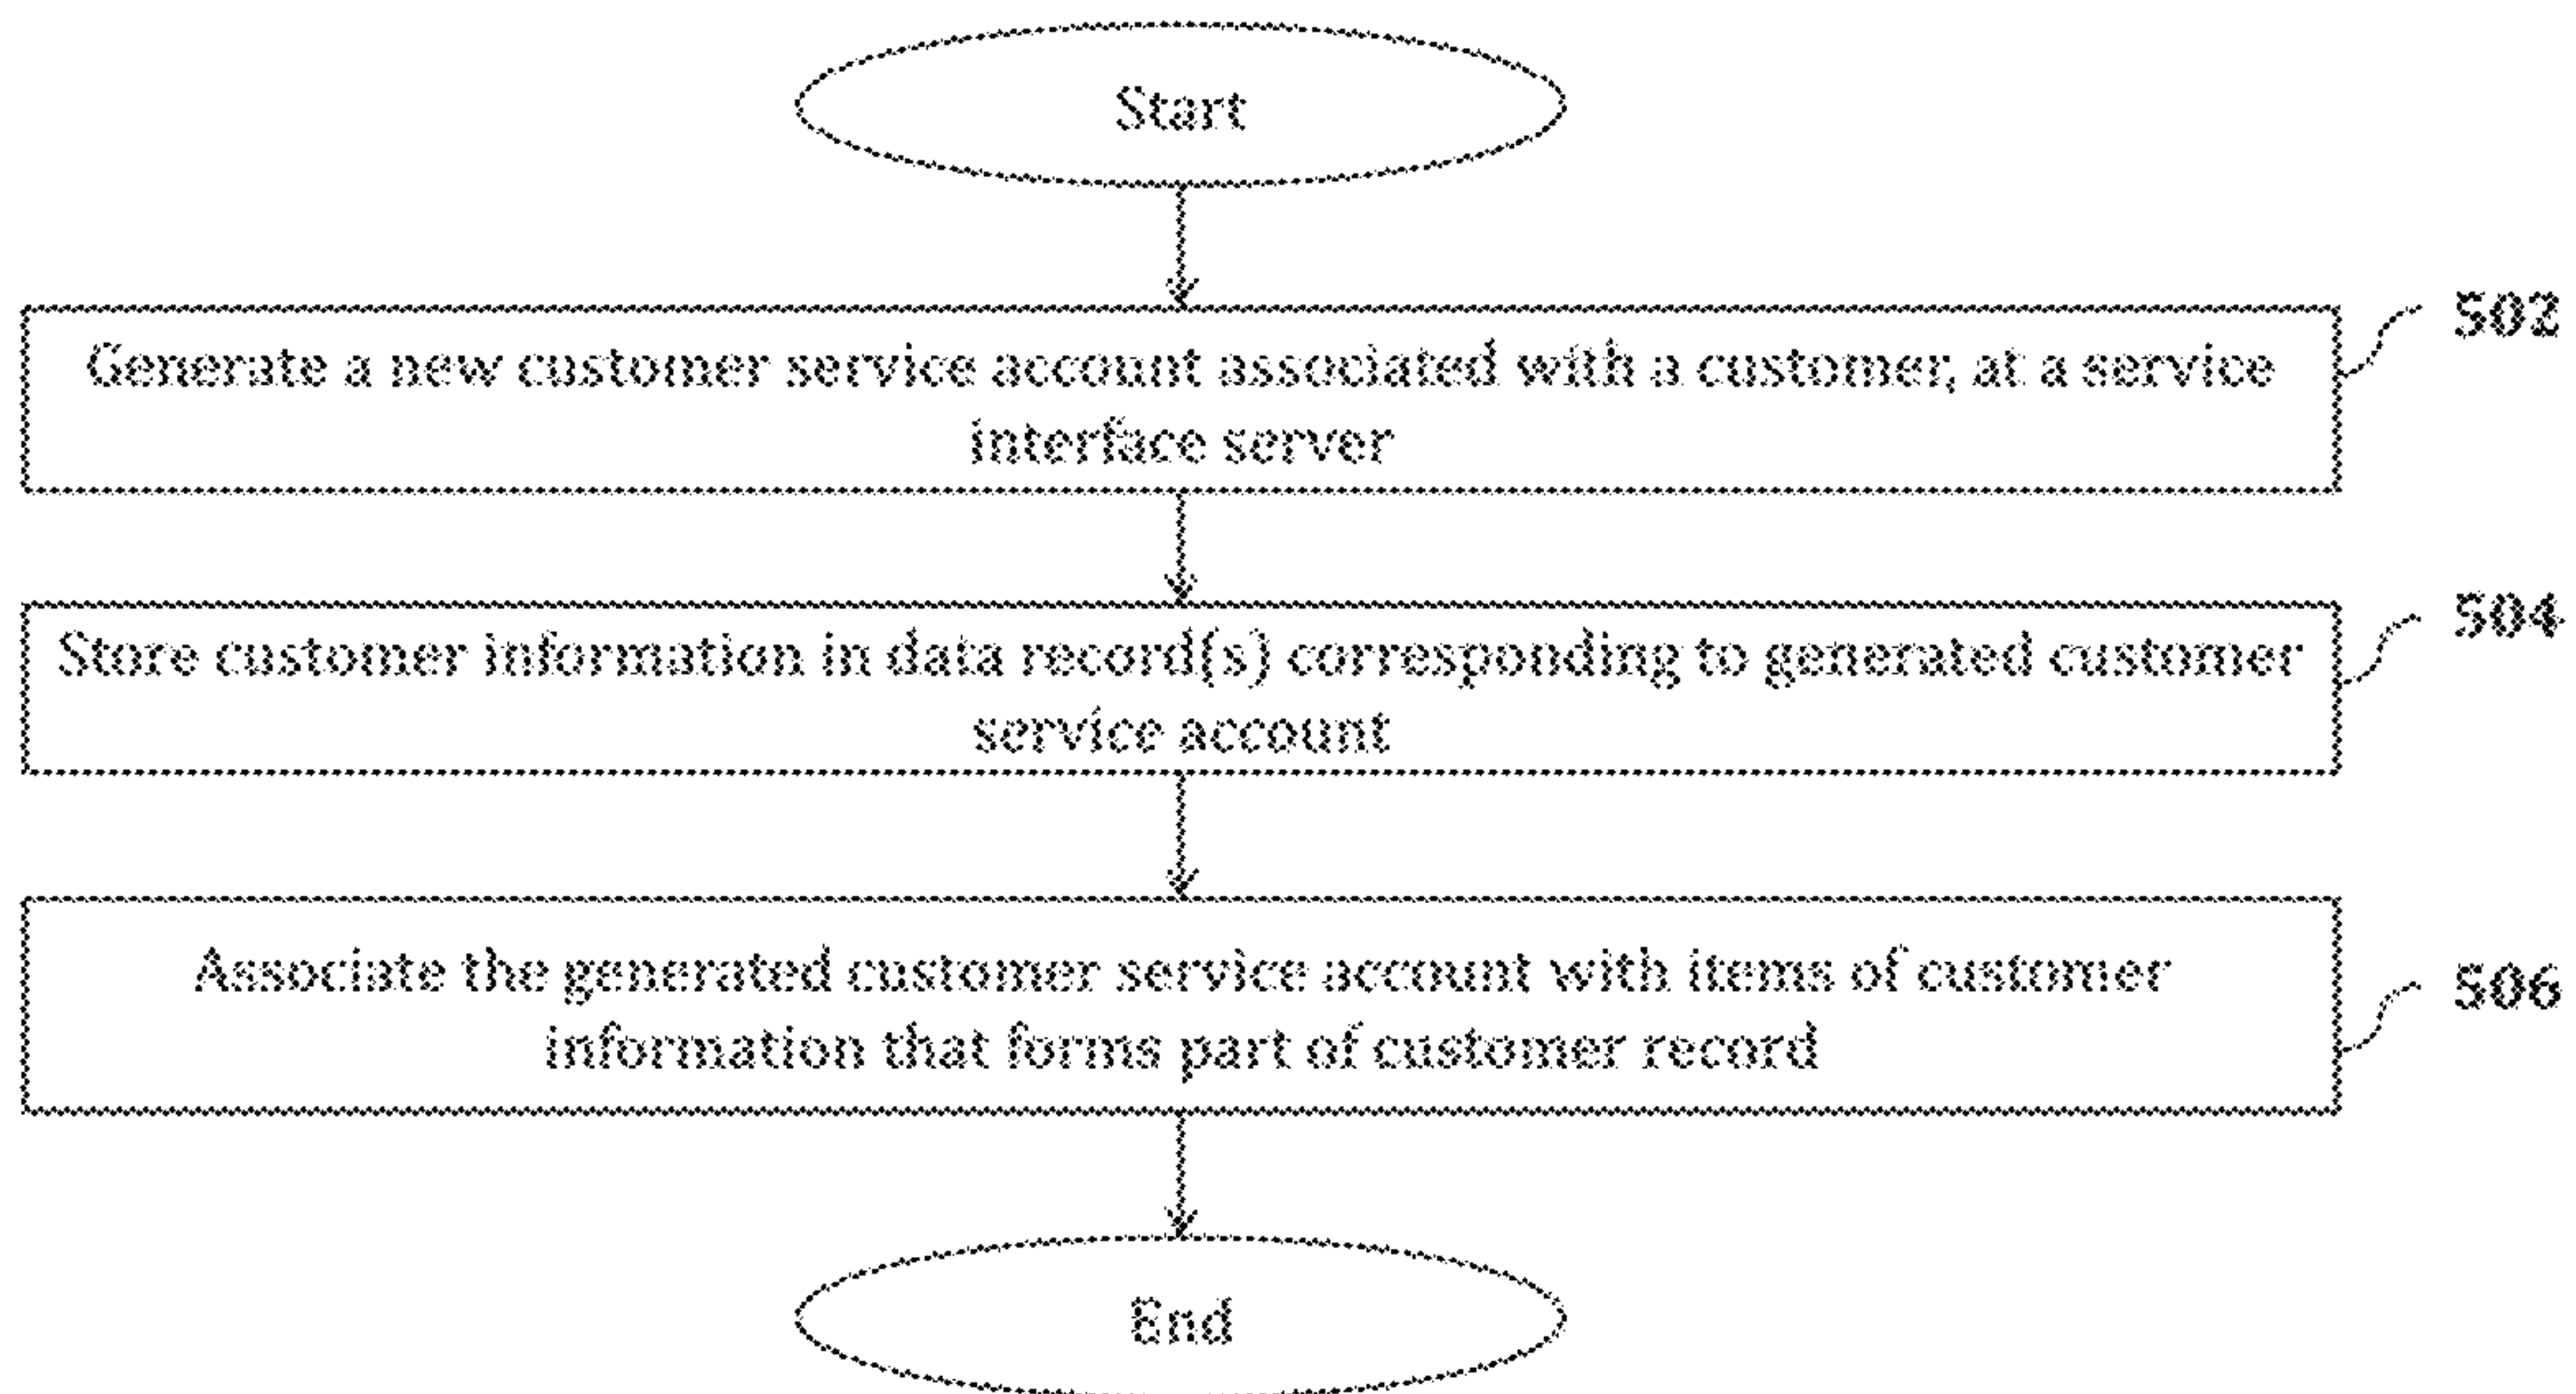 Start
502
Generate a new customer service account associated with a customer, at a service
interface server
504
Store customer information in data record(s) corresponding to generated customer
service account
506
Associate the generated customer service account with items of customer
information that forms part of customer record
End